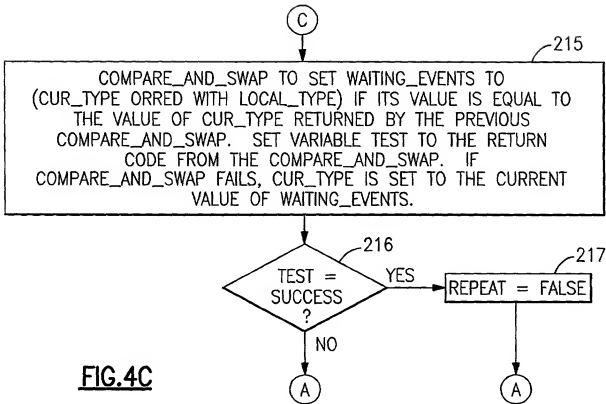 C
215
COMPARE_AND_SWAP TO SET WAITING_EVENTS TO
(CUR_TYPE ORRED WITH LOCAL_TYPE) IF ITS VALUE IS EQUAL TO
THE VALUE OF CUR_TYPE RETURNED BY THE PREVIOUS
COMPARE_AND_SWAP. SET VARIABLE TEST TO THE RETURN
CODE FROM THE COMPARE_AND_SWAP. IF
COMPARE_AND_SWAP FAILS, CUR_TYPE IS SET TO THE CURRENT
VALUE OF WAITING_EVENTS.
216
TEST =
SUCCESS
?
YES
217
REPEAT = FALSE
NO
A
A
FIG.4C